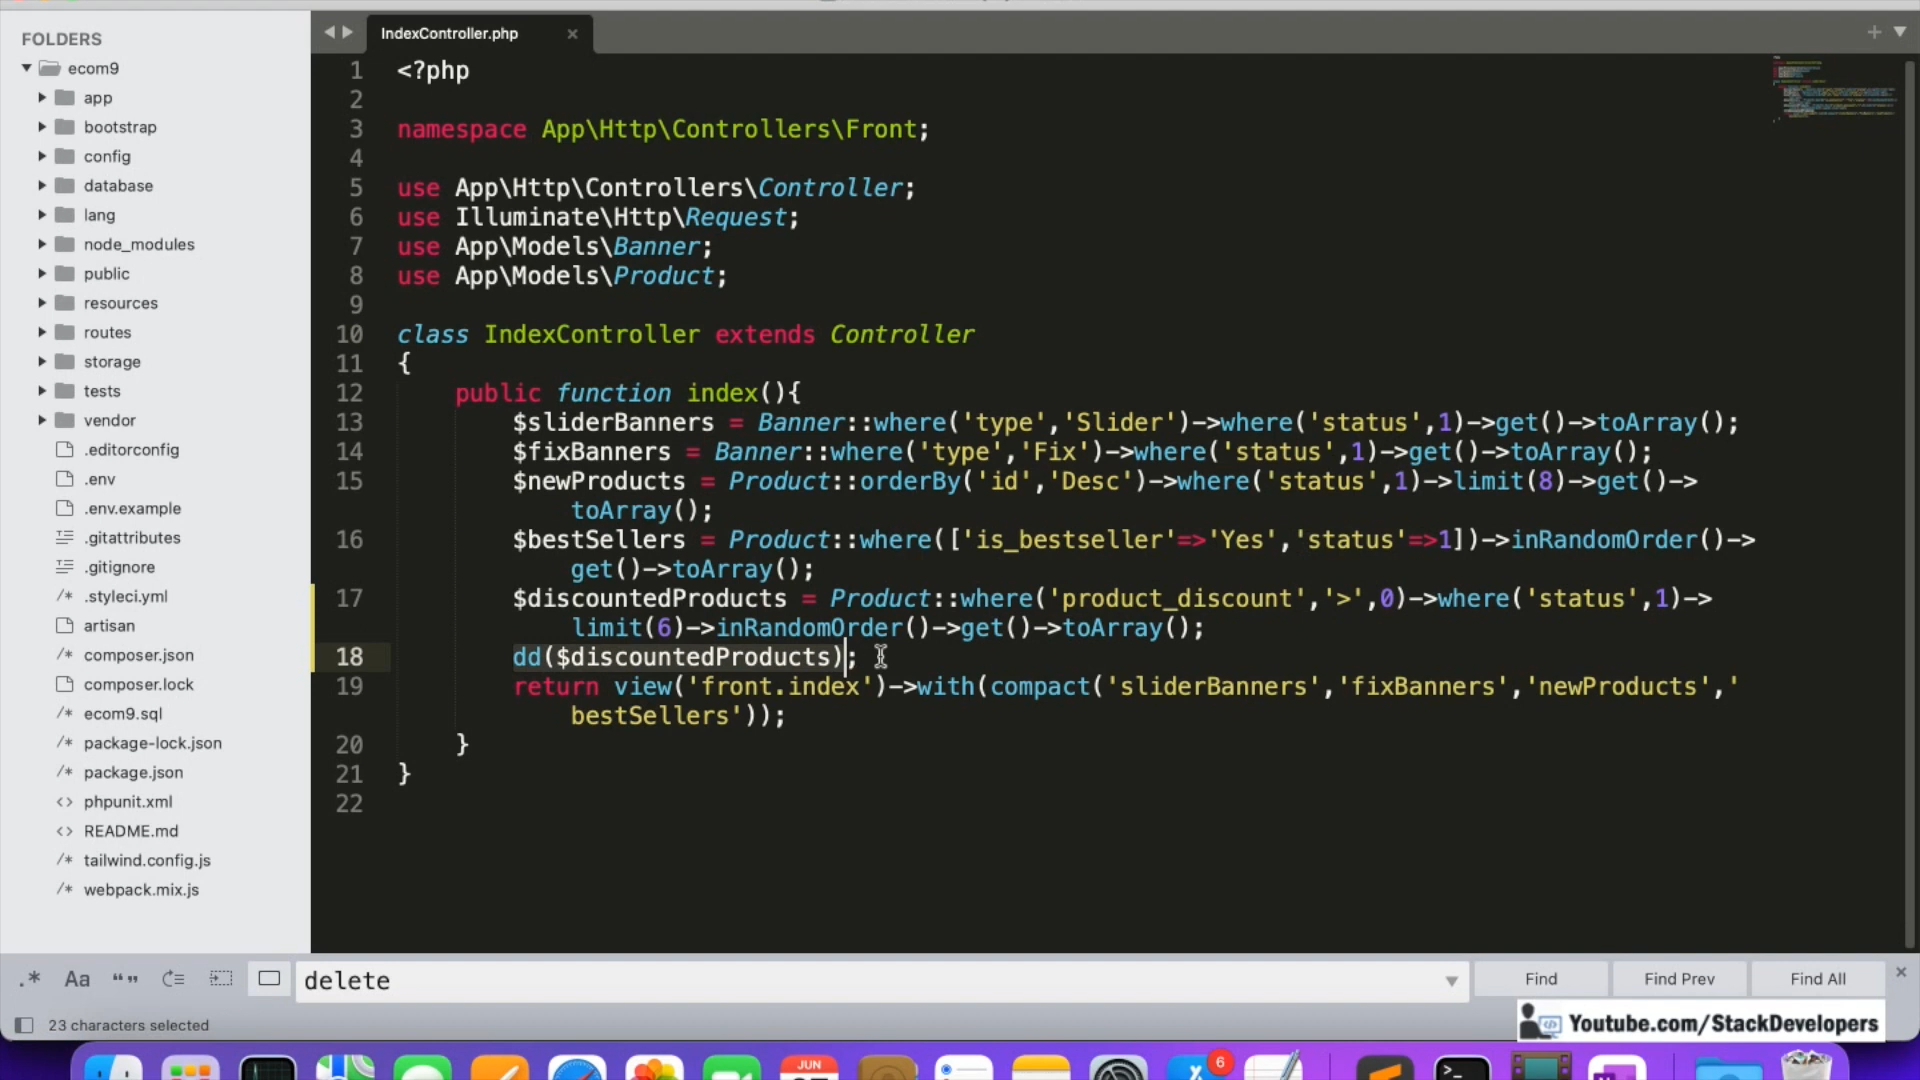 FOLDERS
ecom9
app
bootstrap
config
database
lang
node_modules
public
resources
routes
storage
tests
vendor
.editorconfig
.env
.env.example
.gitattributes
.gitignore
/* .styleci.yml
artisan
/* composer.json
composer.lock
/* ecom9.sql
/* package-lock.json
/* package.json
<> phpunit.xml
<> README.md
/* tailwind.config.js
/* webpack.mix.js
IndexController.php
1 <?php
2
3 namespace App\Http\Controllers\Front;
4
5 use App\Http\Controllers\Controller;
6 use Illuminate\Http\Request;
7 use App\Models\Banner;
8 use App\Models\Product;
9
10 class IndexController extends Controller
11 {
12 public function index(){
13 $sliderBanners = Banner::where('type','Slider')->where('status',1)->get()->toArray();
14 $fixBanners = Banner::where('type','Fix')->where('status',1)->get()->toArray();
15 $newProducts = Product::orderBy('id','Desc')->where('status',1)->limit(8)->get()->
toArray();
16 $bestSellers = Product::where(['is_bestseller'=>'Yes','status'=>1])->inRandomOrder()->
get()->toArray();
17 $discountedProducts = Product::where('product_discount','>',0)->where('status',1)->
limit(6)->inRandomOrder()->get()->toArray();
18 dd($discountedProducts);
19 return view('front.index')->with(compact('sliderBanners','fixBanners','newProducts','
bestSellers'));
20 }
21 }
22
.* Aa “” delete Find Find Prev Find All
23 characters selected
Youtube.com/StackDevelopers
JUN 6